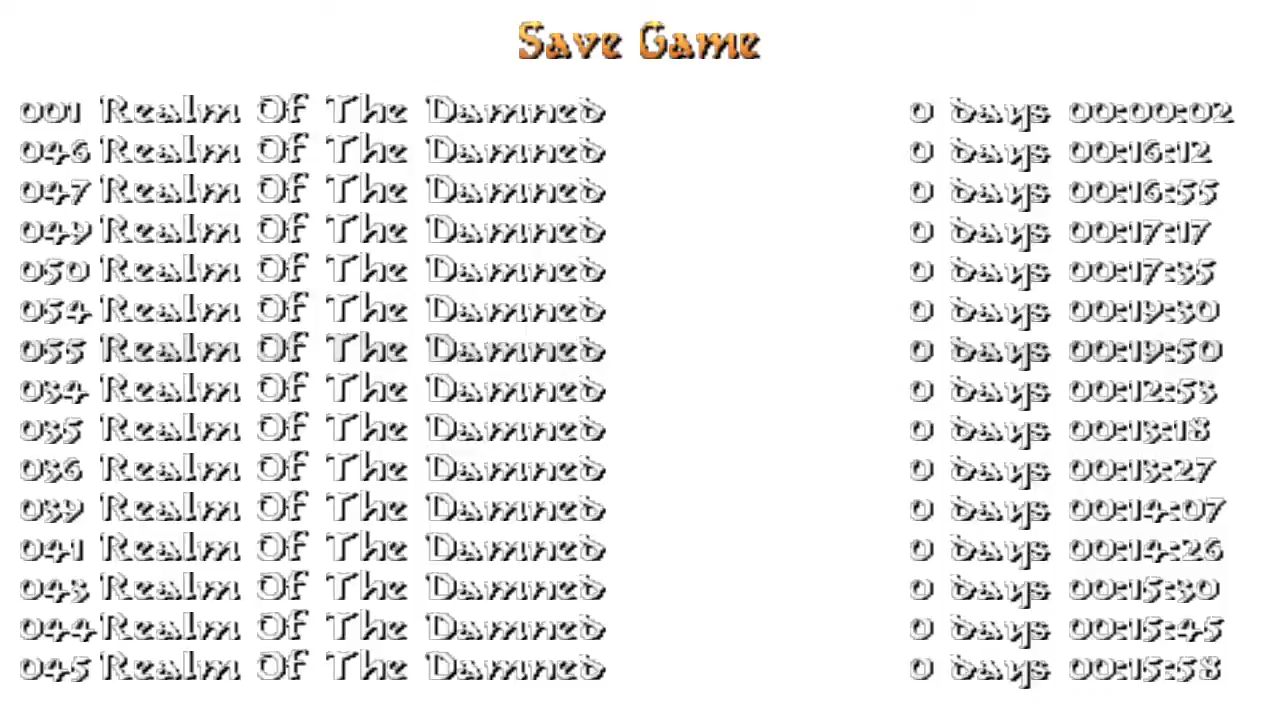 Save Game
001 Realm Of The Damned 0 days 00:00:02
046 Realm Of The Damned 0 days 00:16:12
047 Realm Of The Damned 0 days 00:16:55
049 Realm Of The Damned 0 days 00:17:17
050 Realm Of The Damned 0 days 00:17:35
054 Realm Of The Damned 0 days 00:19:30
055 Realm Of The Damned 0 days 00:19:50
034 Realm Of The Damned 0 days 00:12:53
035 Realm Of The Damned 0 days 00:13:18
036 Realm Of The Damned 0 days 00:13:27
039 Realm Of The Damned 0 days 00:14:07
041 Realm Of The Damned 0 days 00:14:26
043 Realm Of The Damned 0 days 00:15:30
044 Realm Of The Damned 0 days 00:15:45
045 Realm Of The Damned 0 days 00:15:58